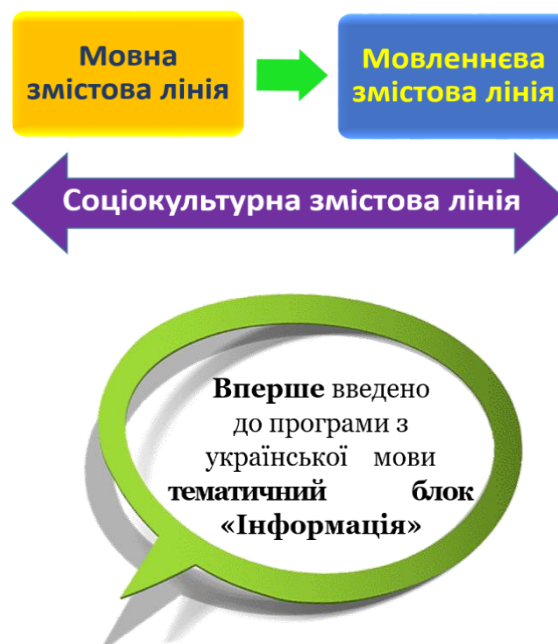 Мовна
змістова лінія
Мовленнєва
змістова лінія
Соціокультурна змістова лінія
Вперше введено
до програми з
української мови
тематичний блок
«Інформація»